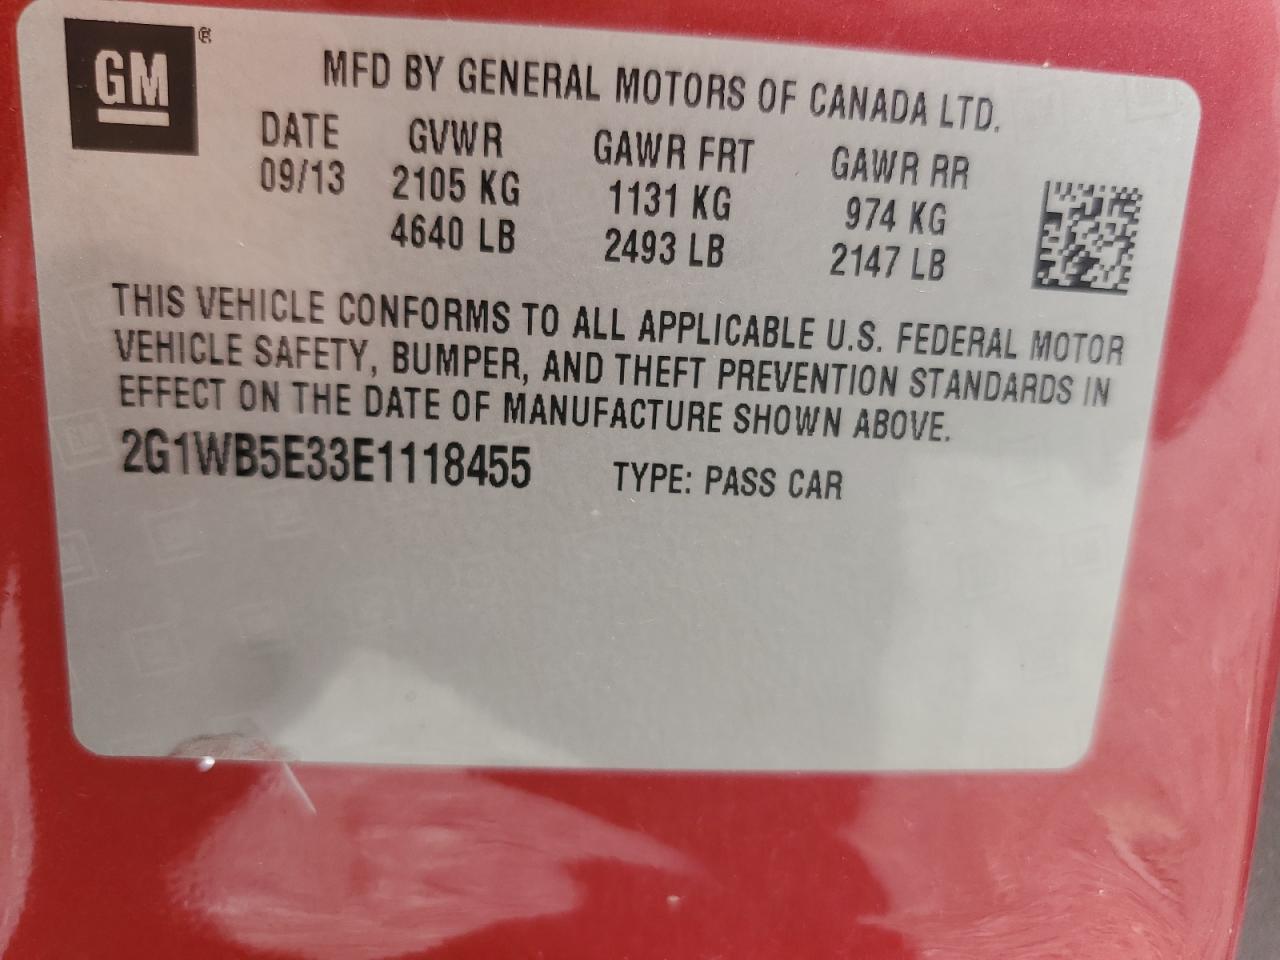 GM ®
MFD BY GENERAL MOTORS OF CANADA LTD.
DATE GVWR GAWR FRT GAWR RR
09/13 2105 KG 1131 KG 974 KG
4640 LB 2493 LB 2147 LB
THIS VEHICLE CONFORMS TO ALL APPLICABLE U.S. FEDERAL MOTOR
VEHICLE SAFETY, BUMPER, AND THEFT PREVENTION STANDARDS IN
EFFECT ON THE DATE OF MANUFACTURE SHOWN ABOVE.
2G1WB5E33E1118455 TYPE: PASS CAR